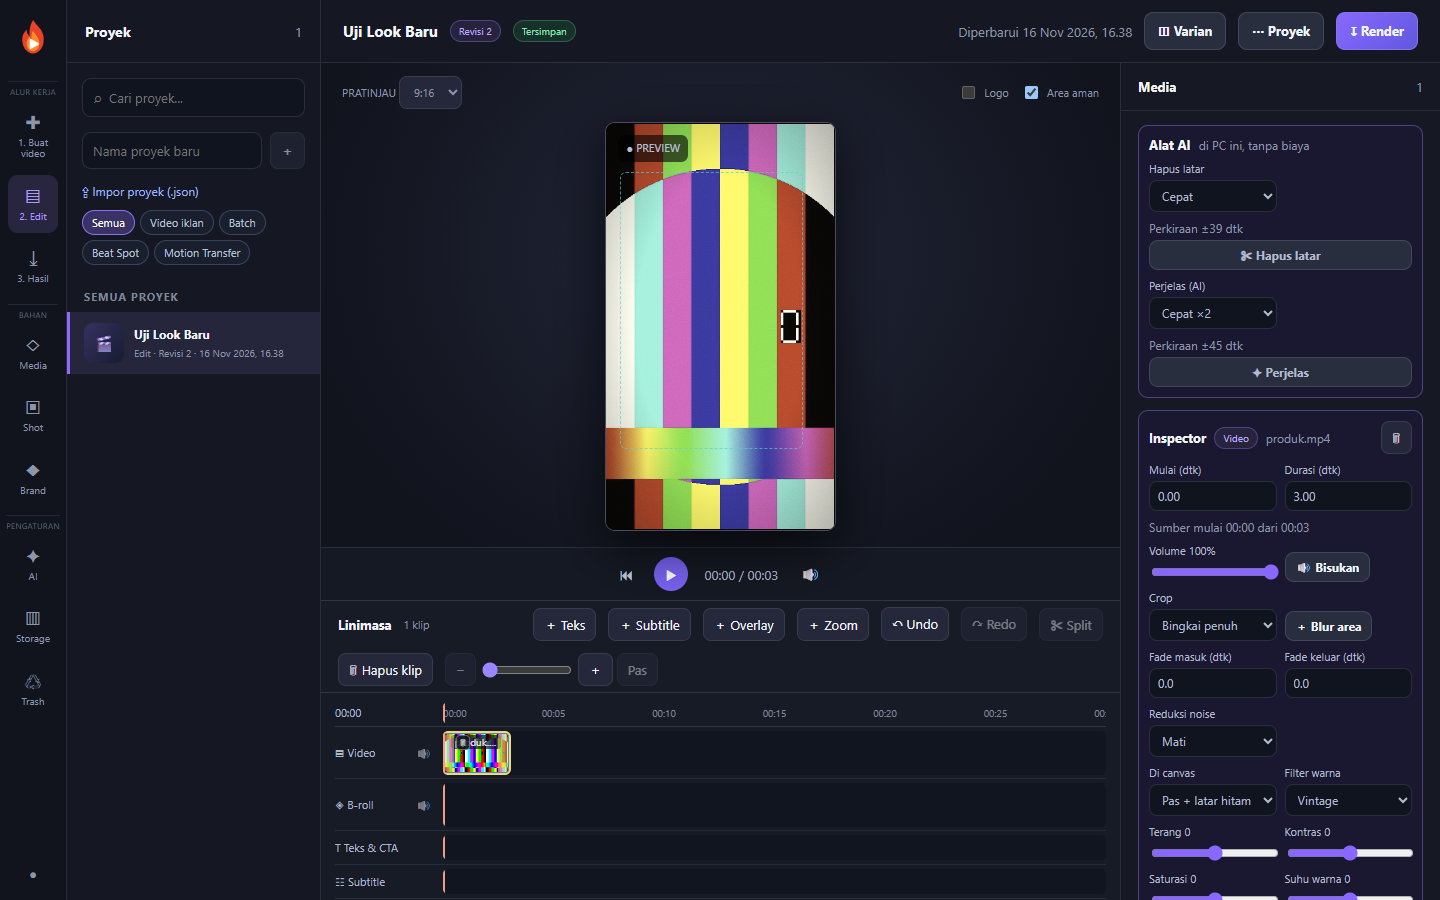 ALUR KERJA
1. Buat
video
2. Edit
3. Hasil
BAHAN
Media
Shot
Brand
PENGATURAN
AI
Storage
Trash
Proyek 1
Cari proyek...
Nama proyek baru +
Impor proyek (.json)
Semua Video iklan Batch
Beat Spot Motion Transfer
SEMUA PROYEK
Uji Look Baru
Edit · Revisi 2 · 16 Nov 2026, 16.38
Uji Look Baru Revisi 2 Tersimpan Diperbarui 16 Nov 2026, 16.38 Varian ··· Proyek Render
PRATINJAU 9:16 Logo Area aman
● PREVIEW
0
00:00 / 00:03
Linimasa 1 klip + Teks + Subtitle + Overlay + Zoom Undo Redo Split
Hapus klip − + Pas
00:00 00:00 00:05 00:10 00:15 00:20 00:25 00:
Video duk...
B-roll
T Teks & CTA
Subtitle
Media 1
Alat AI di PC ini, tanpa biaya
Hapus latar
Cepat
Perkiraan ±39 dtk
Hapus latar
Perjelas (AI)
Cepat ×2
Perkiraan ±45 dtk
Perjelas
Inspector Video produk.mp4
Mulai (dtk) Durasi (dtk)
0.00 3.00
Sumber mulai 00:00 dari 00:03
Volume 100%
Bisukan
Crop
Bingkai penuh + Blur area
Fade masuk (dtk) Fade keluar (dtk)
0.0 0.0
Reduksi noise
Mati
Di canvas Filter warna
Pas + latar hitam Vintage
Terang 0 Kontras 0
Saturasi 0 Suhu warna 0